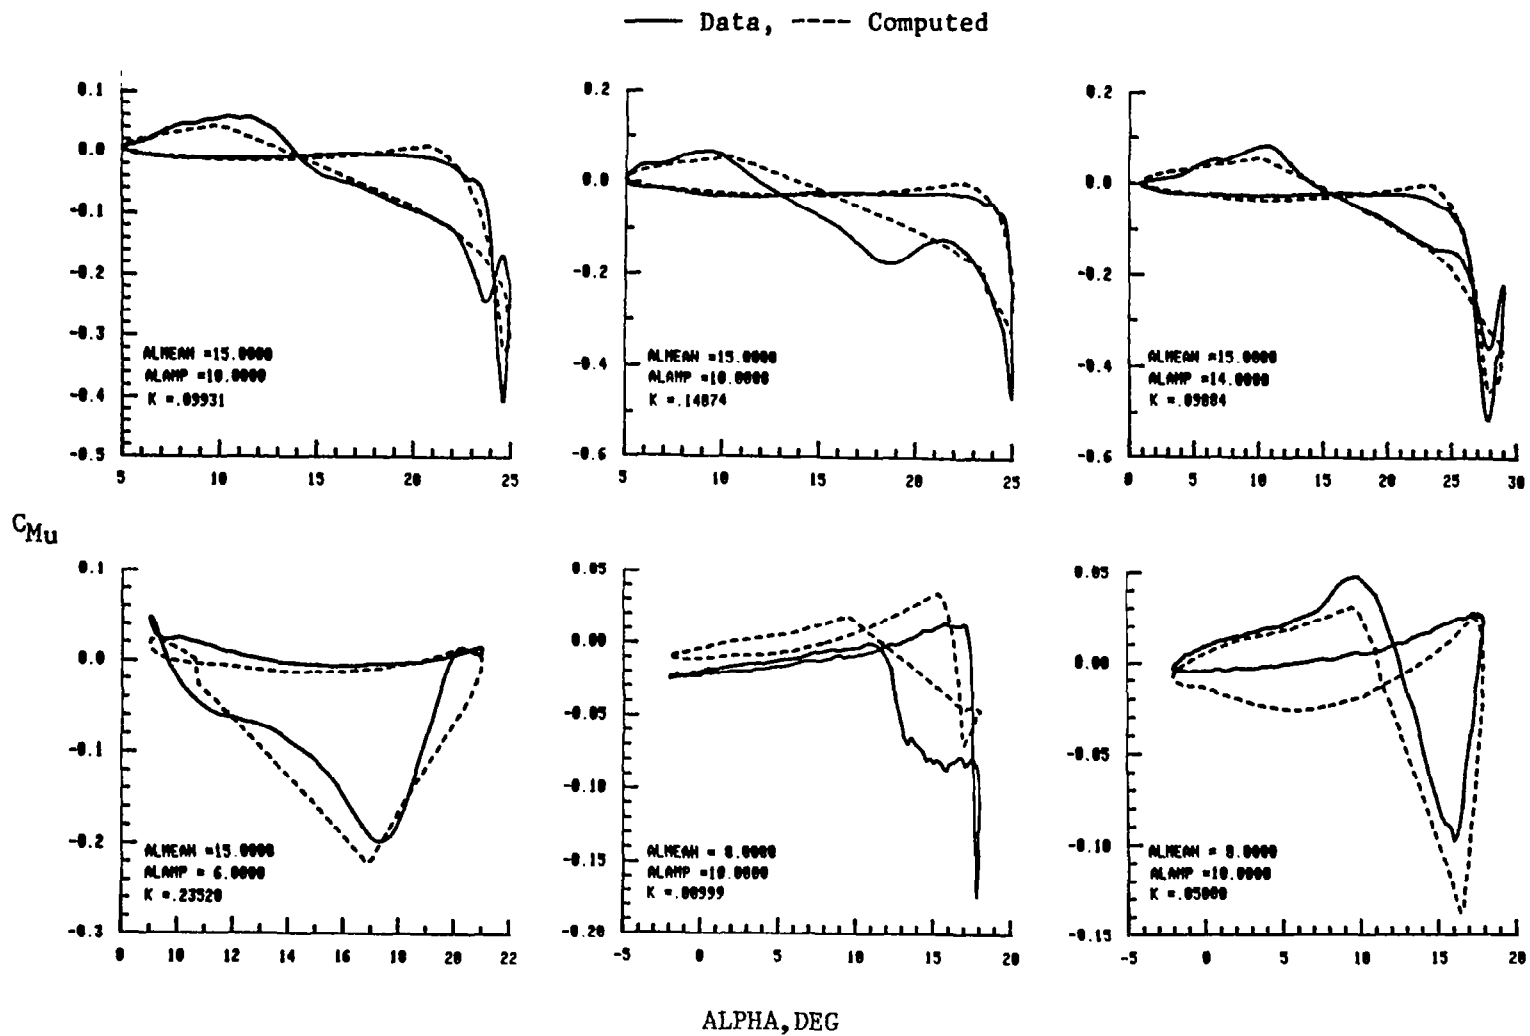 Data, Computed
0.1
0.0
-0.1
-0.2
-0.3
-0.4
-0.5
ALMEAN =15.0000
ALAMP =10.0000
K =.09931
5 10 15 20 25
0.2
0.0
-0.2
-0.4
-0.6
ALMEAN =15.0000
ALAMP =10.0000
K =.14874
5 10 15 20 25
0.2
0.0
-0.2
-0.4
-0.6
ALMEAN =15.0000
ALAMP =14.0000
K =.09884
0 5 10 15 20 25 30
CMu
0.1
0.0
-0.1
-0.2
-0.3
ALMEAN =15.0000
ALAMP = 6.0000
K =.23520
8 10 12 14 16 18 20 22
0.05
0.00
-0.05
-0.10
-0.15
-0.20
ALMEAN = 8.0000
ALAMP =10.0000
K =.00999
-5 0 5 10 15 20
0.05
0.00
-0.05
-0.10
-0.15
ALMEAN = 8.0000
ALAMP =10.0000
K =.05000
-5 0 5 10 15 20
ALPHA,DEG